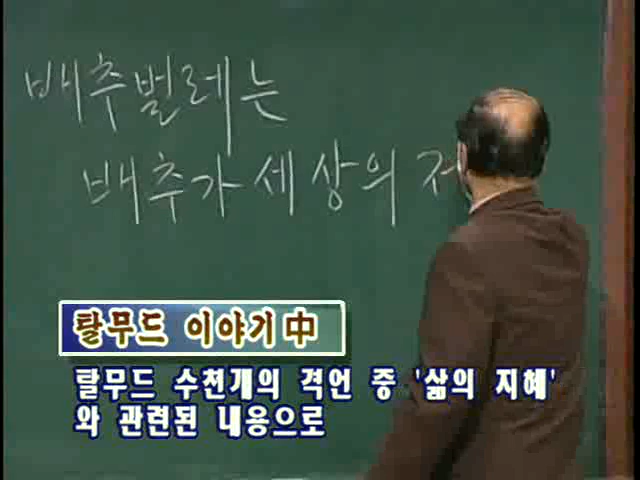 배추벌레는
배추가 세상의
탈무드 이야기 中
탈무드 수천개의 격언 중 '삶의 지혜'
와 관련된 내용으로